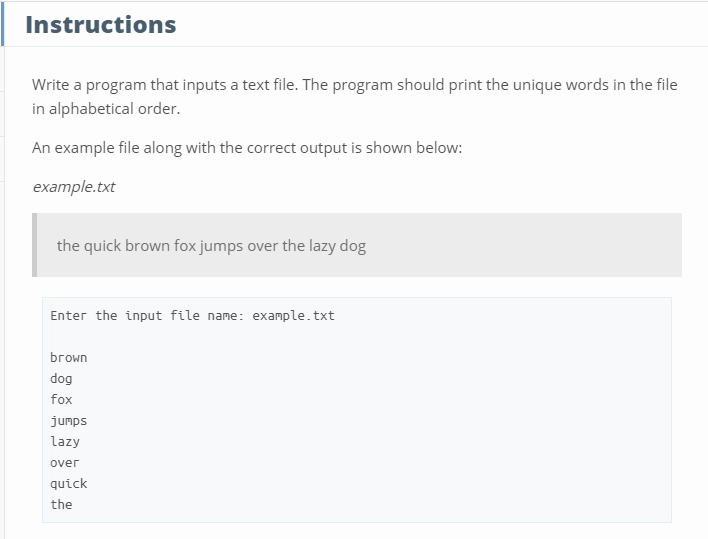 Instructions
Write a program that inputs a text file. The program should print the unique words in the file
in alphabetical order.
An example file along with the correct output is shown below:
example.txt
the quick brown fox jumps over the lazy dog
Enter the input file name: example.txt
brown
dog
fox
jumps
lazy
over
quick
the